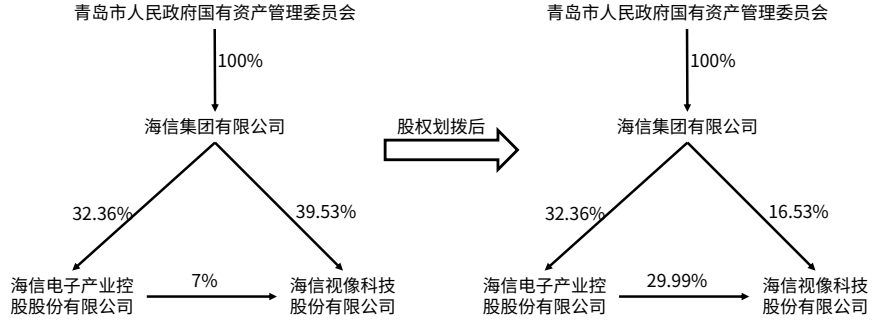 青岛市人民政府国有资产管理委员会
100%
海信集团有限公司
32.36%
39.53%
海信电子产业控
股股份有限公司
7%
海信视像科技
股份有限公司
股权划拨后
青岛市人民政府国有资产管理委员会
100%
海信集团有限公司
32.36%
16.53%
海信电子产业控
股股份有限公司
29.99%
海信视像科技
股份有限公司